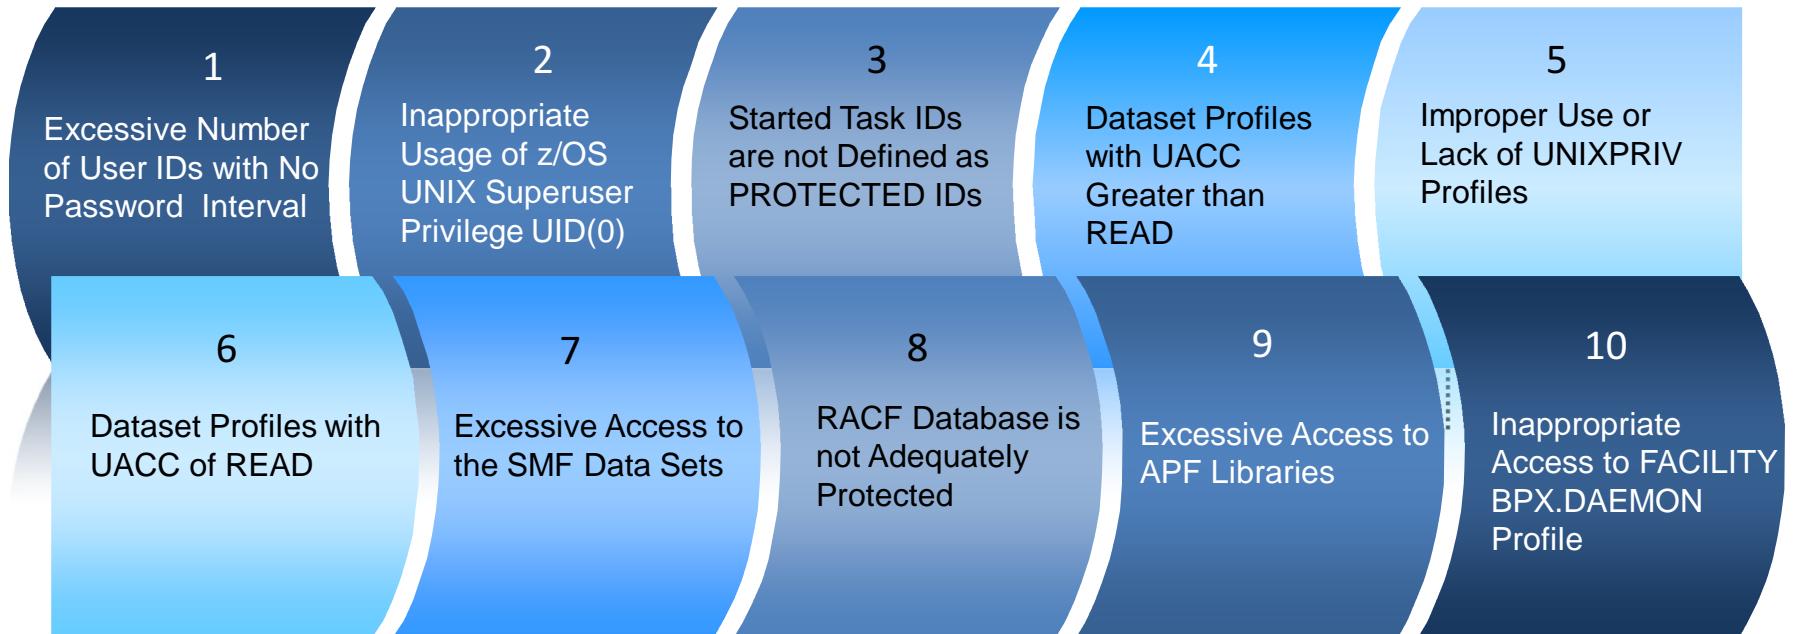 1
Excessive Number
of User IDs with No
Password Interval
2
Inappropriate
Usage of z/OS
UNIX Superuser
Privilege UID(0)
3
Started Task IDs
are not Defined as
PROTECTED IDs
4
Dataset Profiles
with UACC
Greater than
READ
5
Improper Use or
Lack of UNIXPRIV
Profiles
6
Dataset Profiles with
UACC of READ
7
Excessive Access to
the SMF Data Sets
8
RACF Database is
not Adequately
Protected
9
Excessive Access to
APF Libraries
10
Inappropriate
Access to FACILITY
BPX.DAEMON
Profile